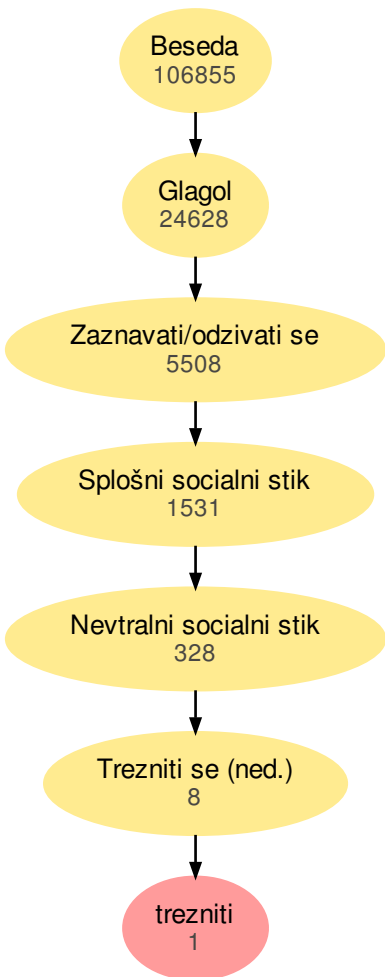 Beseda
106855
Glagol
24628
Zaznavati/odzivati se
5508
Splošni socialni stik
1531
Nevtralni socialni stik
328
Trezniti se (ned.)
8
trezniti
1